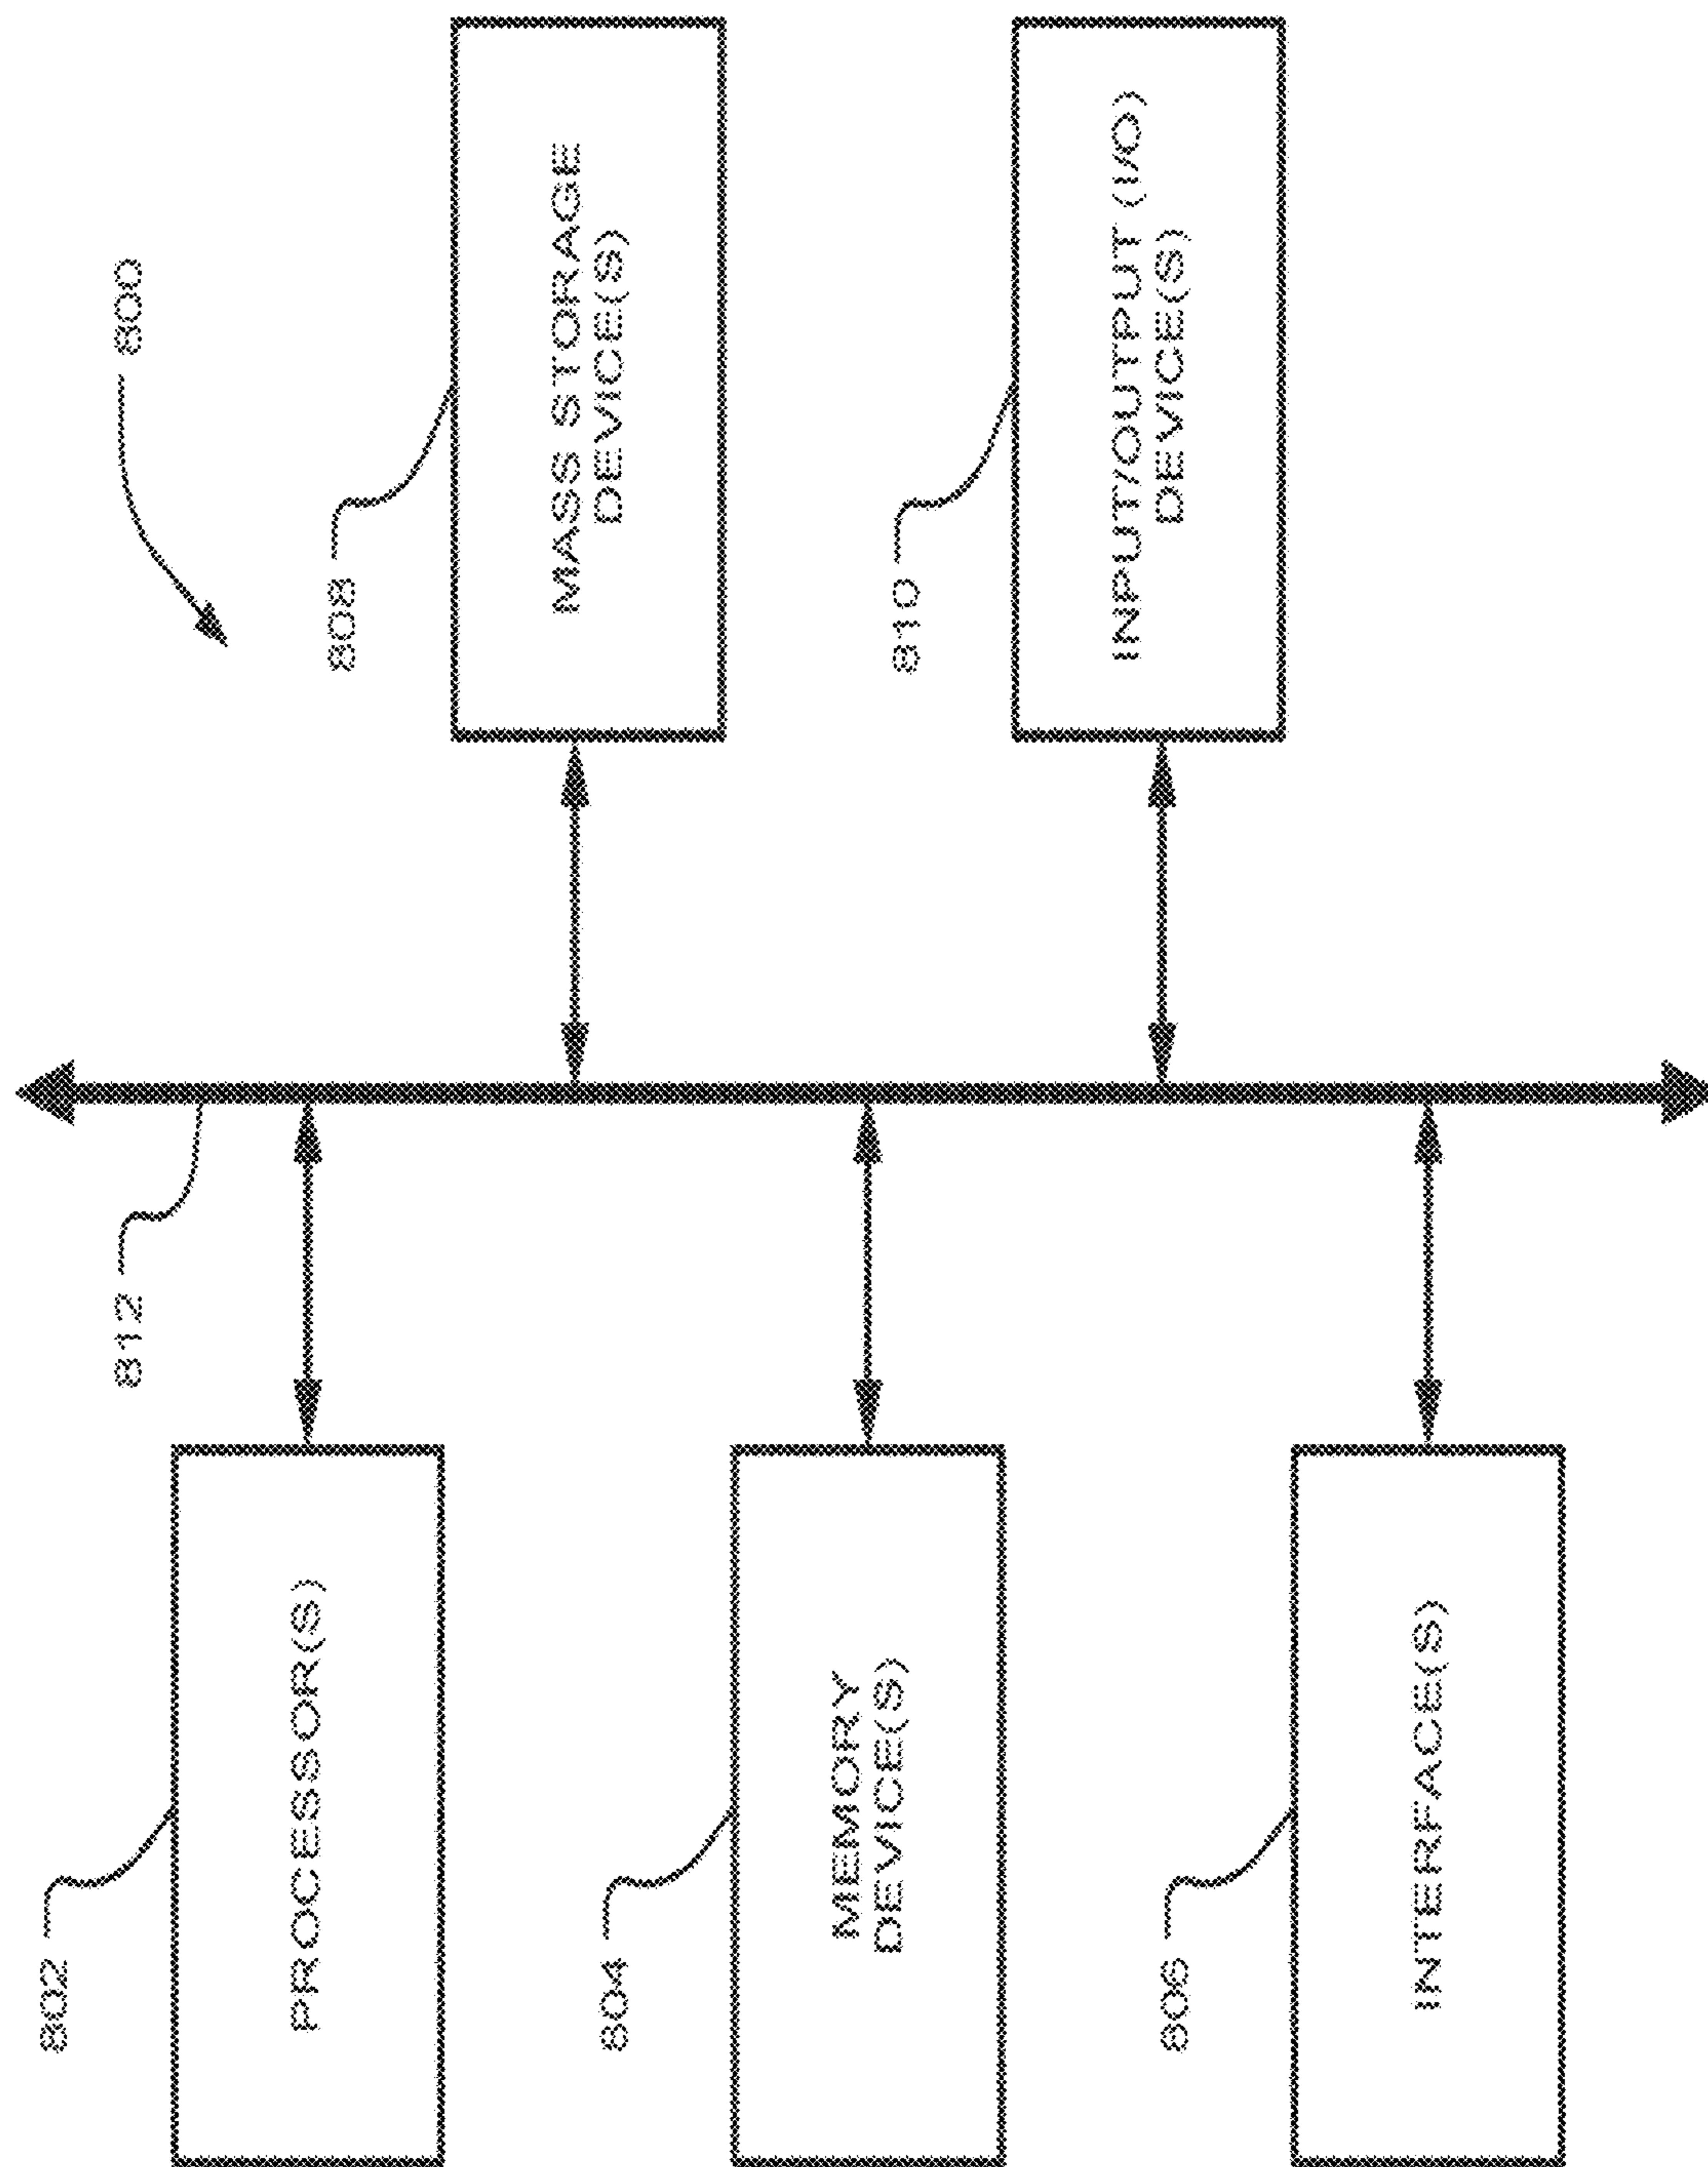 800
812
802
PROCESSOR(S)
808
MASS STORAGE
DEVICE(S)
804
MEMORY
DEVICE(S)
810
INPUT/OUTPUT (I/O)
DEVICE(S)
806
INTERFACE(S)